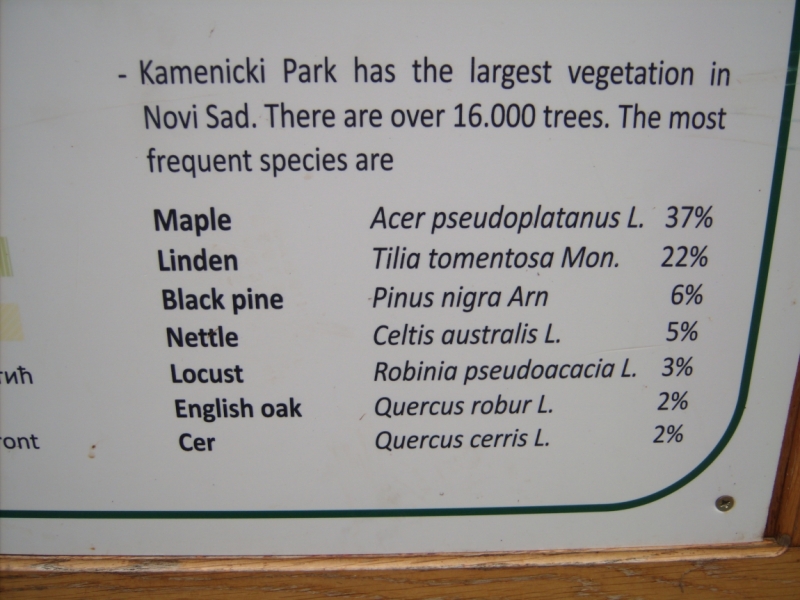 - Kamenicki Park has the largest vegetation in
Novi Sad. There are over 16.000 trees. The most
frequent species are
Maple Acer pseudoplatanus L. 37%
Linden Tilia tomentosa Mon. 22%
Black pine Pinus nigra Arn 6%
Nettle Celtis australis L. 5%
Locust Robinia pseudoacacia L. 3%
English oak Quercus robur L. 2%
Cer Quercus cerris L. 2%